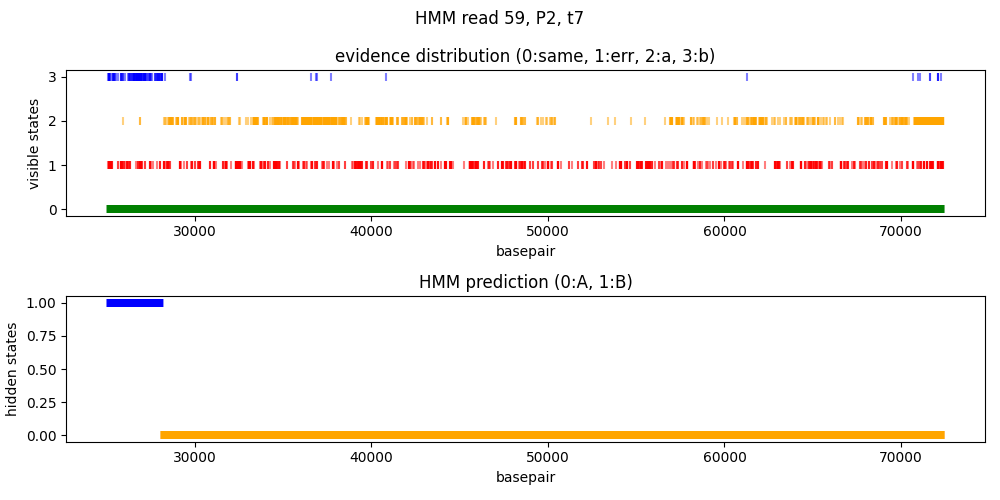 HMM read 59, P2, t7
evidence distribution (0:same, 1:err, 2:a, 3:b)
visible states
3
2
1
0
30000 40000 50000 60000 70000
basepair
HMM prediction (0:A, 1:B)
hidden states
1.00
0.75
0.50
0.25
0.00
30000 40000 50000 60000 70000
basepair